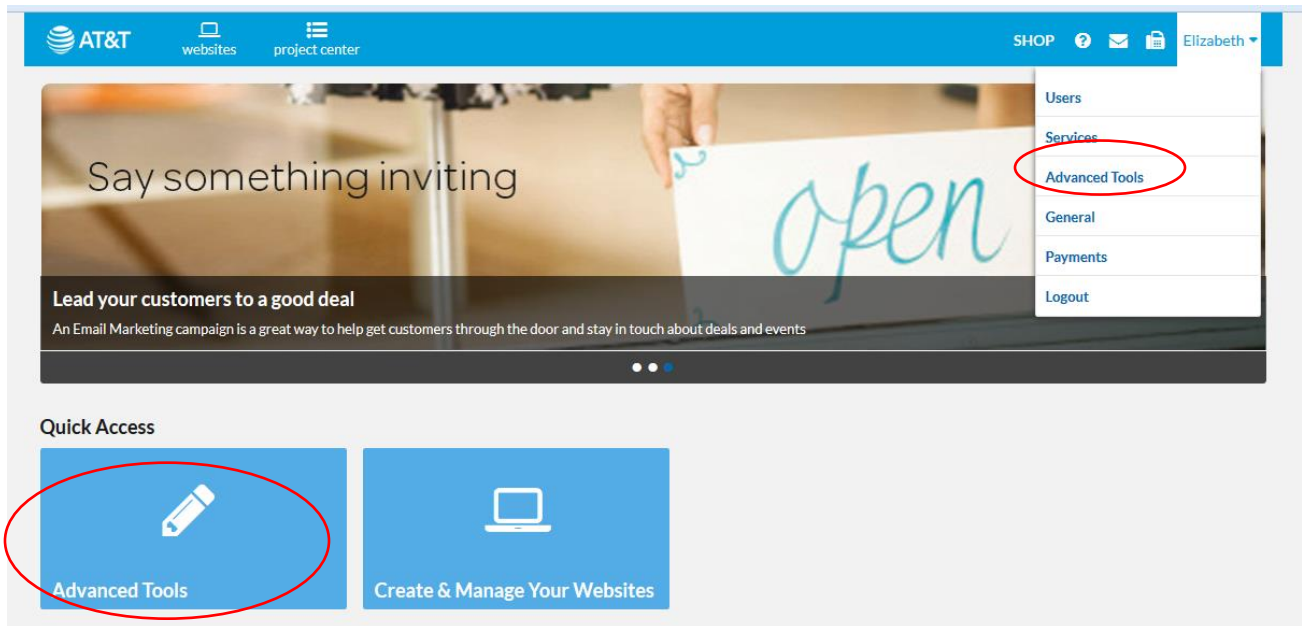 AT&T
websites
project center
SHOP
?
Elizabeth
Users
Services
Advanced Tools
General
Payments
Logout
Say something inviting
open
Lead your customers to a good deal
An Email Marketing campaign is a great way to help get customers through the door and stay in touch about deals and events
Quick Access
Advanced Tools
Create & Manage Your Websites